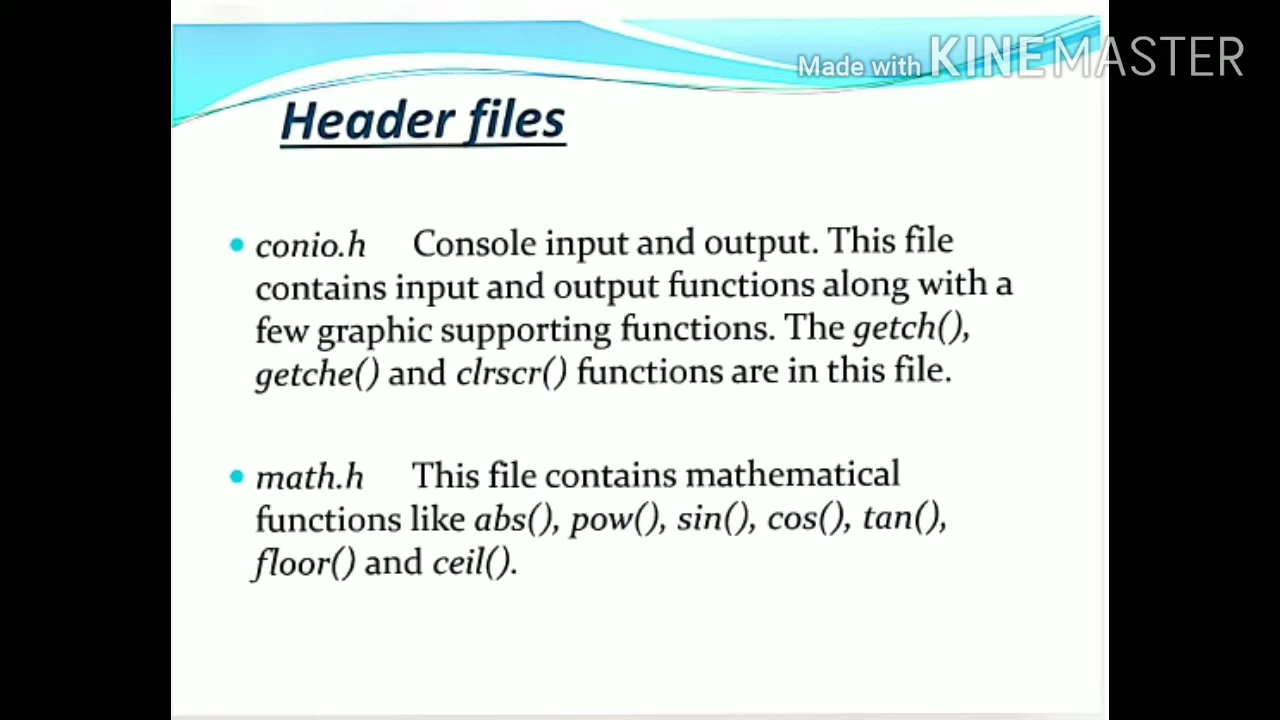 Made with KINEMASTER
Header files
• conio.h Console input and output. This file
contains input and output functions along with a
few graphic supporting functions. The getch(),
getche() and clrscr() functions are in this file.
• math.h This file contains mathematical
functions like abs(), pow(), sin(), cos(), tan(),
floor() and ceil().